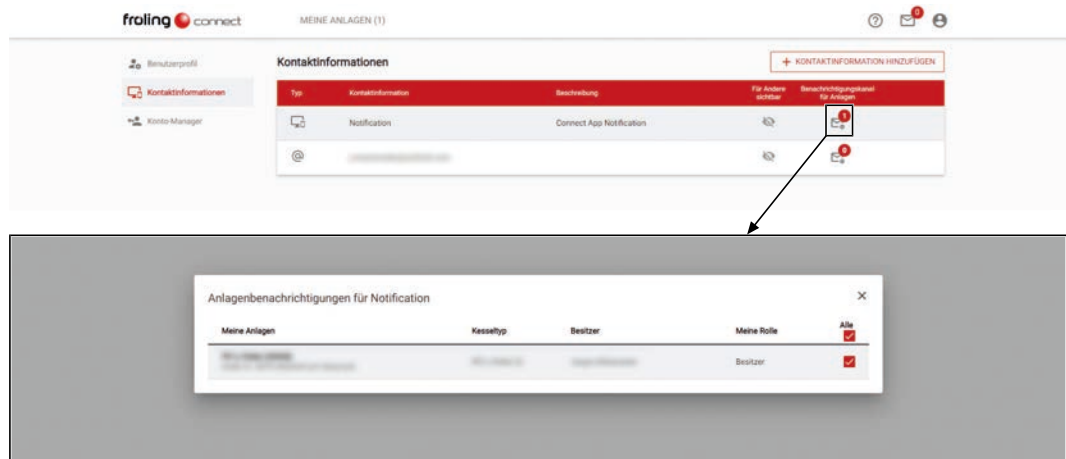 froling connect
MEINE ANLAGEN (1)
0
Benutzerprofil
Kontaktinformationen
Konto-Manager
Kontaktinformationen
+ KONTAKTINFORMATION HINZUFÜGEN
Typ Kontaktinformation Beschreibung Für Andere sichtbar Benachrichtigungskanal für Anlagen
Notification Connect App Notification 1
0
Anlagenbenachrichtigungen für Notification
Meine Anlagen Kesseltyp Besitzer Meine Rolle Alle
Besitzer